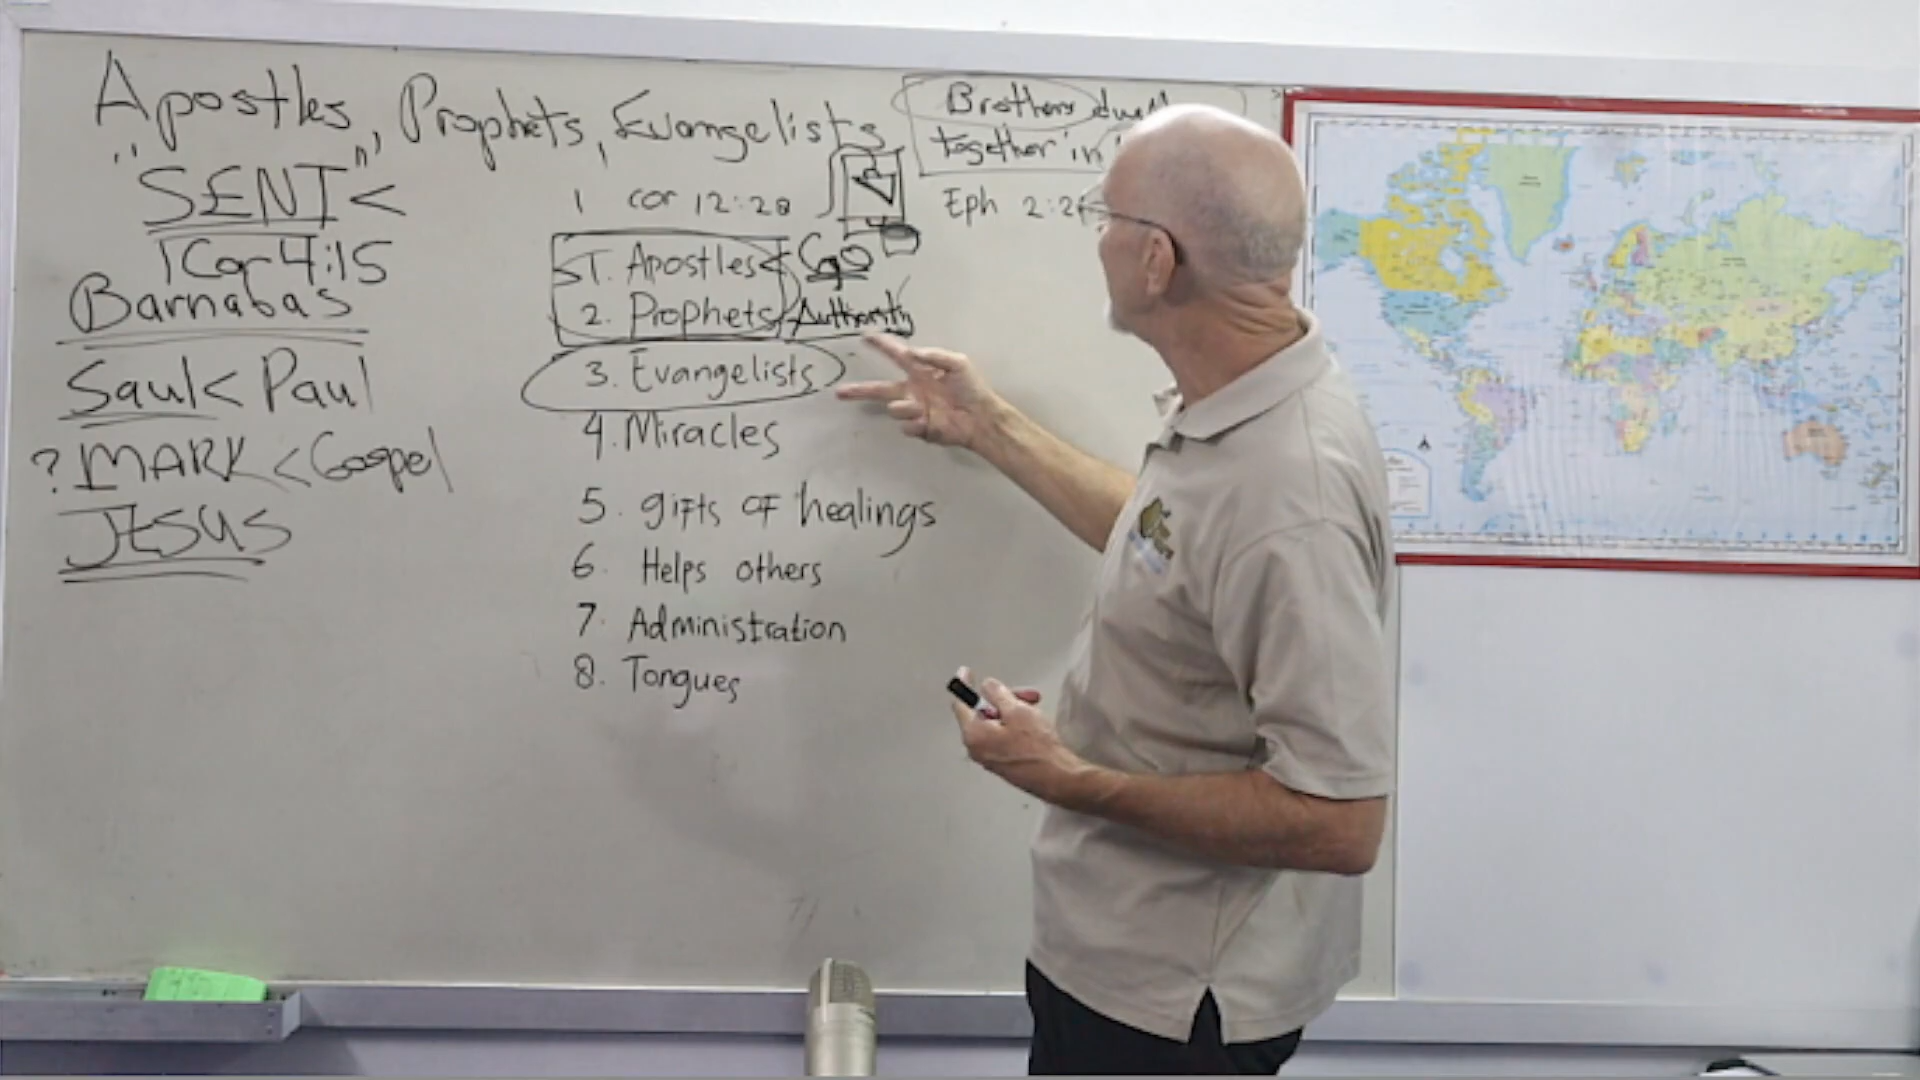 Apostles, Prophets, Evangelists
"SENT" <
1 Cor 4:15
Barnabas
Saul < Paul
? MARK < Gospel
JESUS
1 cor 12:28
1. Apostles < Go
2. Prophets Authority
3. Evangelists
4. Miracles
5. gifts of healings
6. Helps others
7. Administration
8. Tongues
Brothers
together in
Eph 2:2